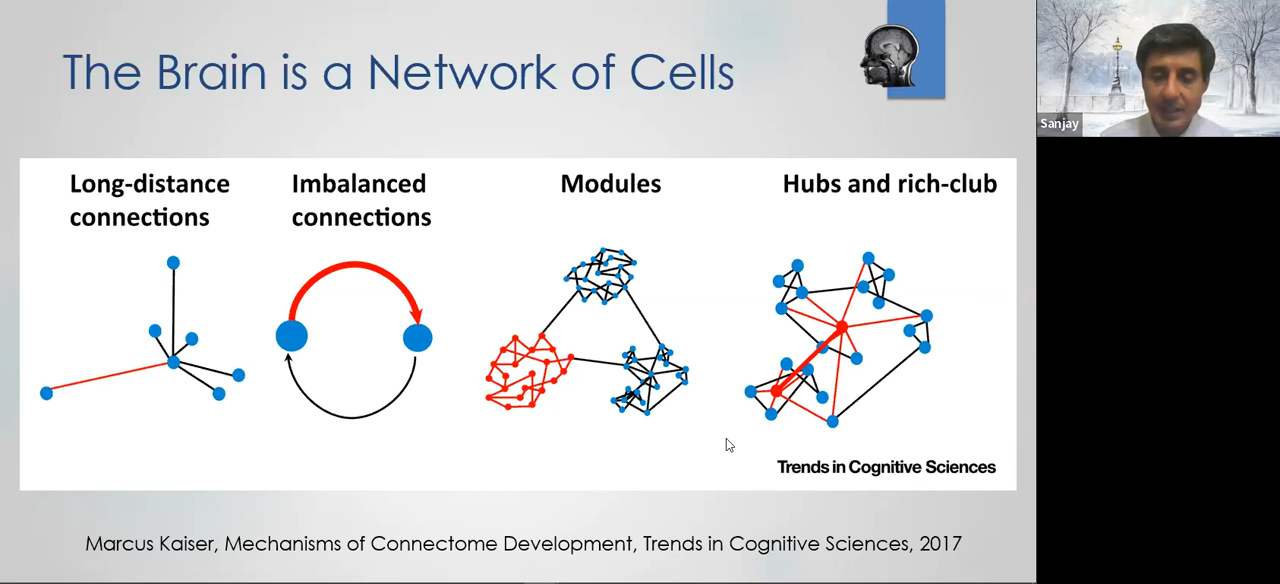 The Brain is a Network of Cells
Sanjay
Long-distance
connections
Imbalanced
connections
Modules
Hubs and rich-club
Trends in Cognitive Sciences
Marcus Kaiser, Mechanisms of Connectome Development, Trends in Cognitive Sciences, 2017